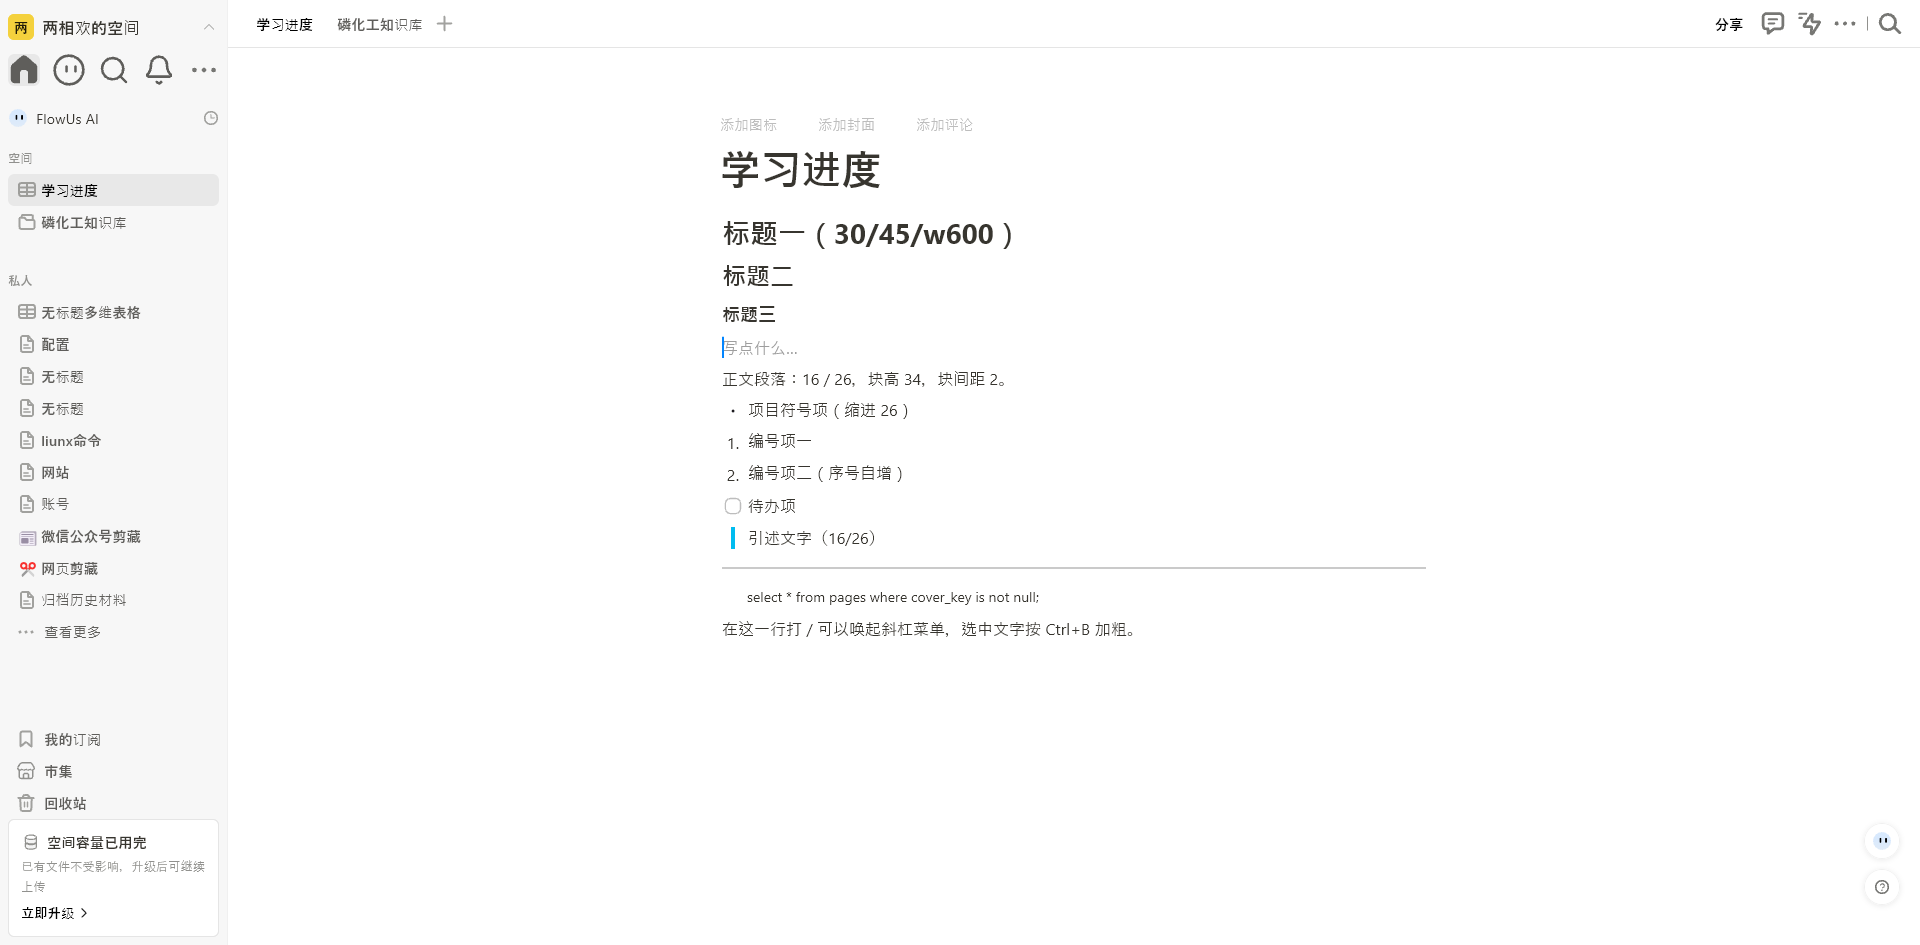 两 两相欢的空间
FlowUs AI
空间
学习进度
磷化工知识库
私人
无标题多维表格
配置
无标题
无标题
liunx命令
网站
账号
微信公众号剪藏
网页剪藏
归档历史材料
查看更多
我的订阅
市集
回收站
空间容量已用完
已有文件不受影响，升级后可继续
上传
立即升级
学习进度 磷化工知识库
分享
添加图标 添加封面 添加评论
学习进度
标题一（30/45/w600）
标题二
标题三
写点什么...
正文段落：16 / 26，块高 34，块间距 2。
• 项目符号项（缩进 26）
1. 编号项一
2. 编号项二（序号自增）
待办项
引述文字（16/26）
select * from pages where cover_key is not null;
在这一行打 / 可以唤起斜杠菜单，选中文字按 Ctrl+B 加粗。